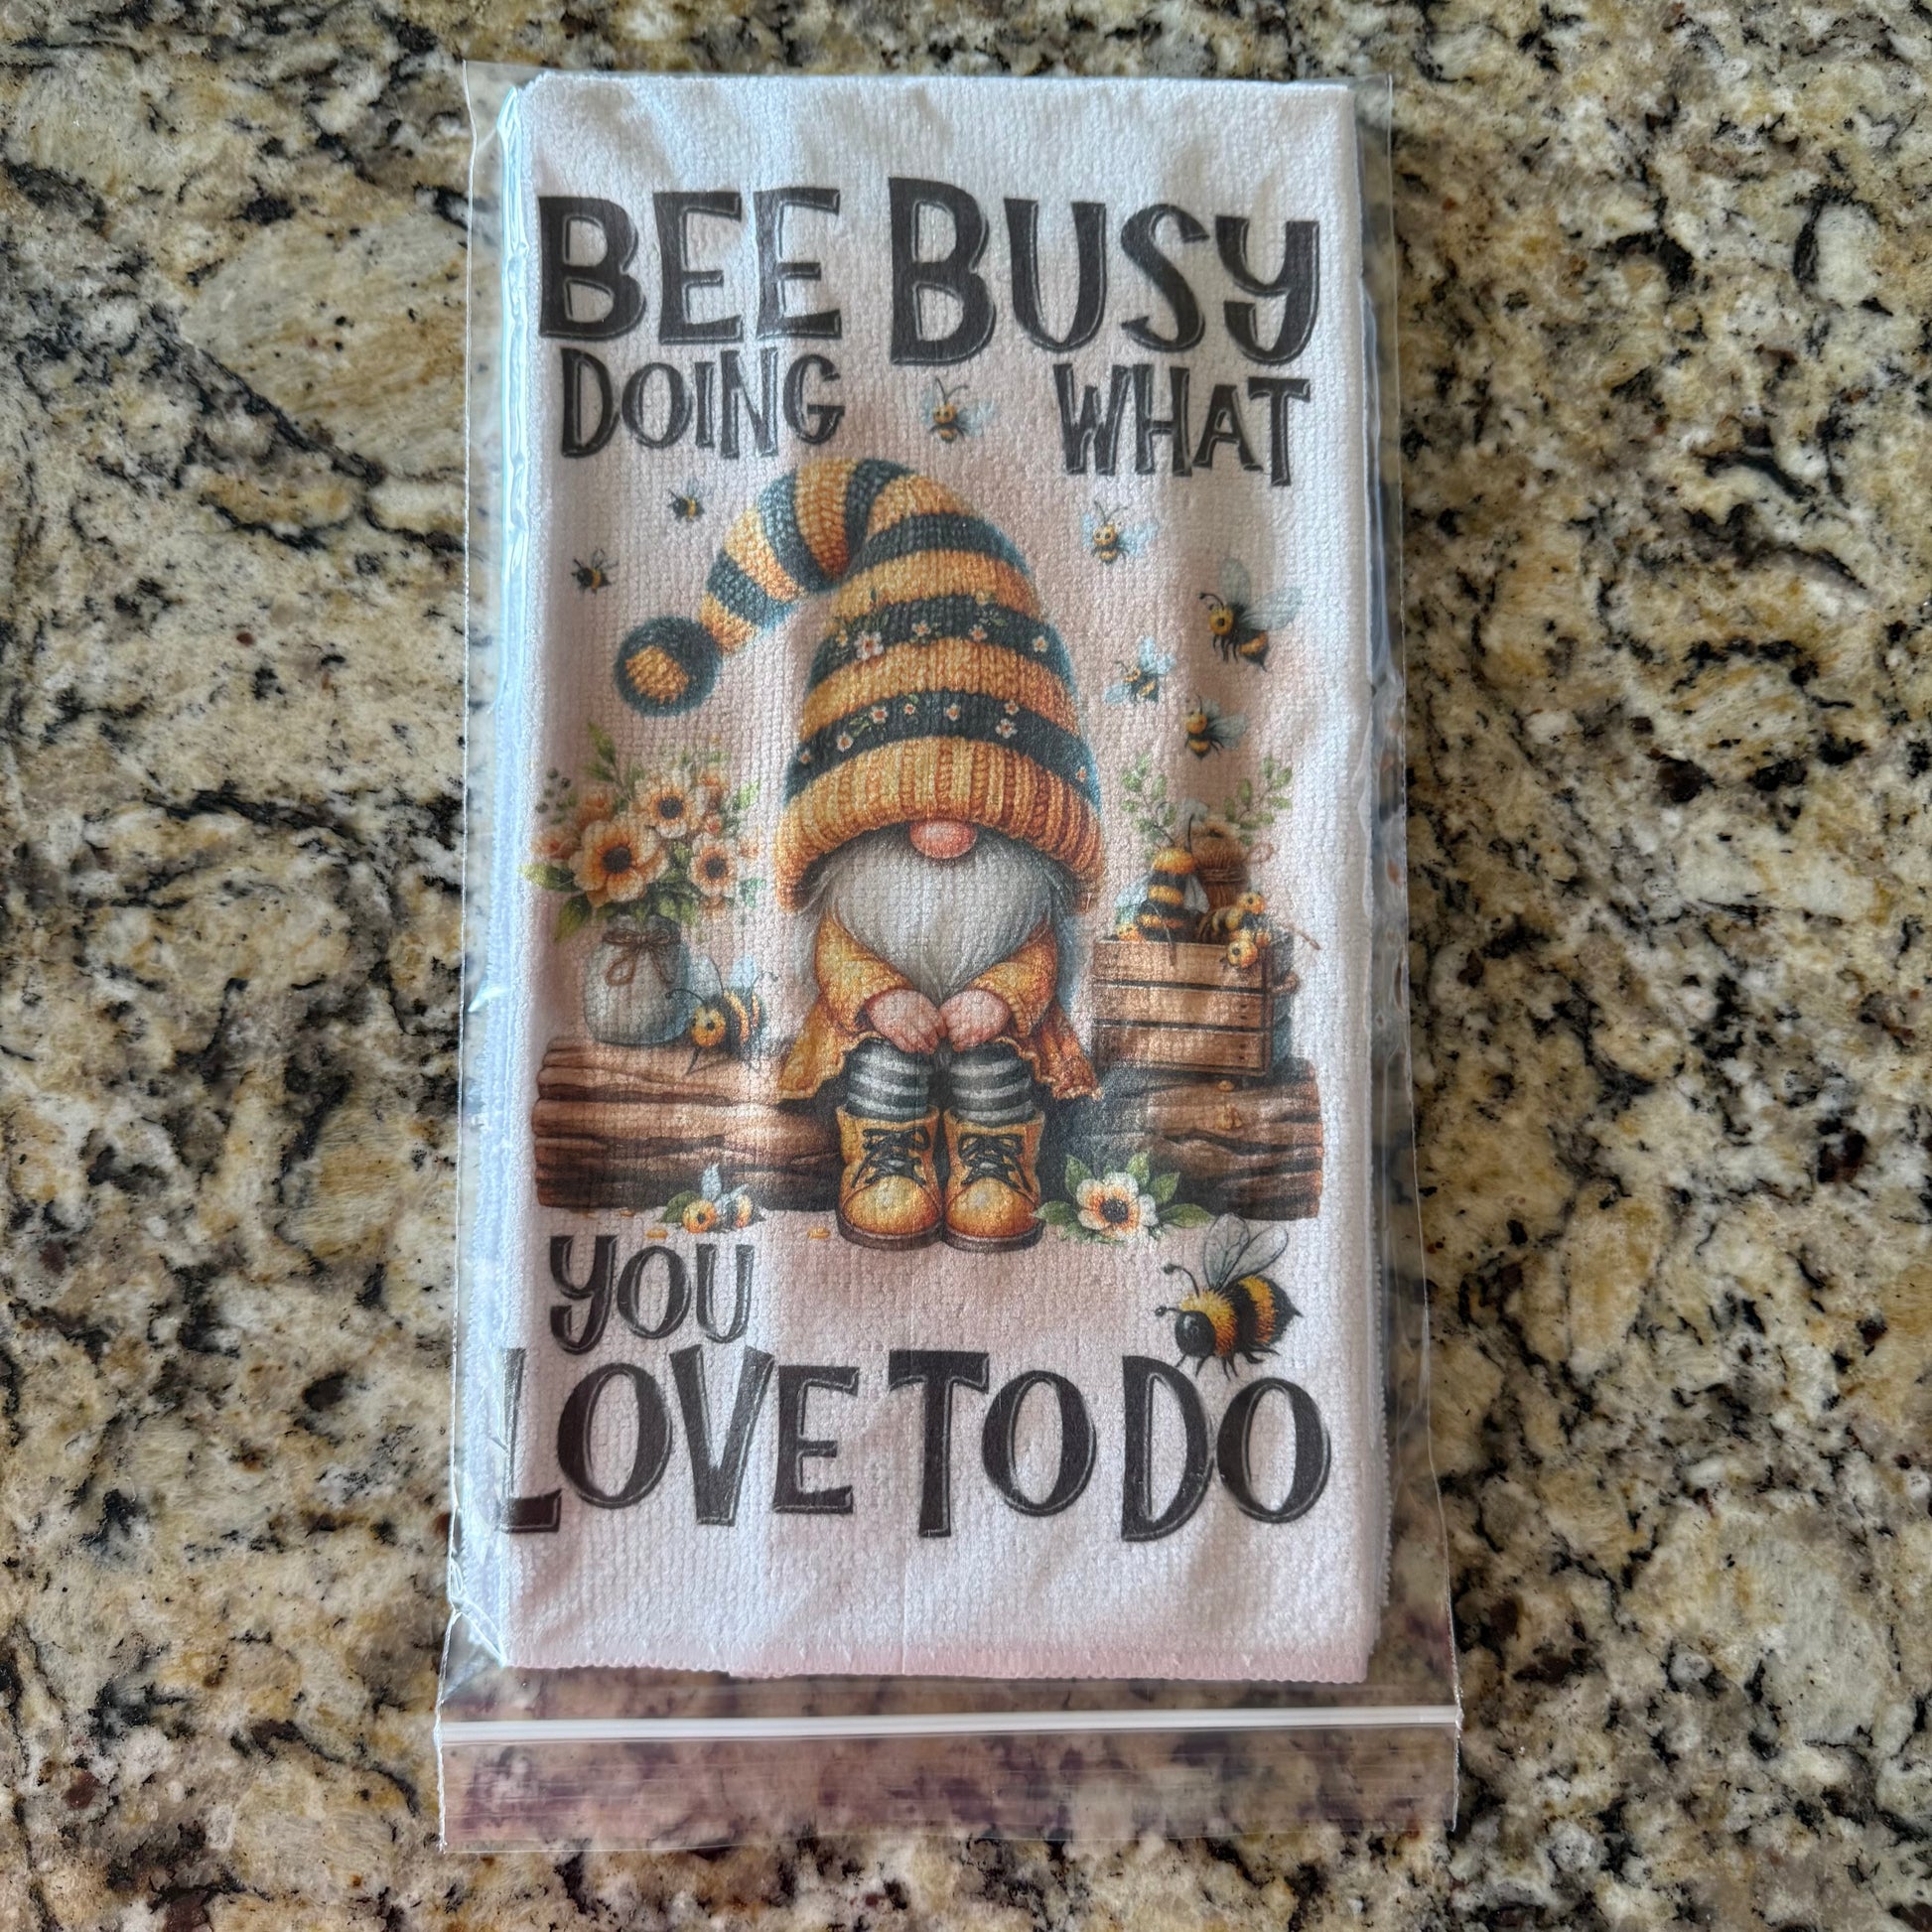 BEE BUSY
DOING WHAT
YOU
LOVE TO DO